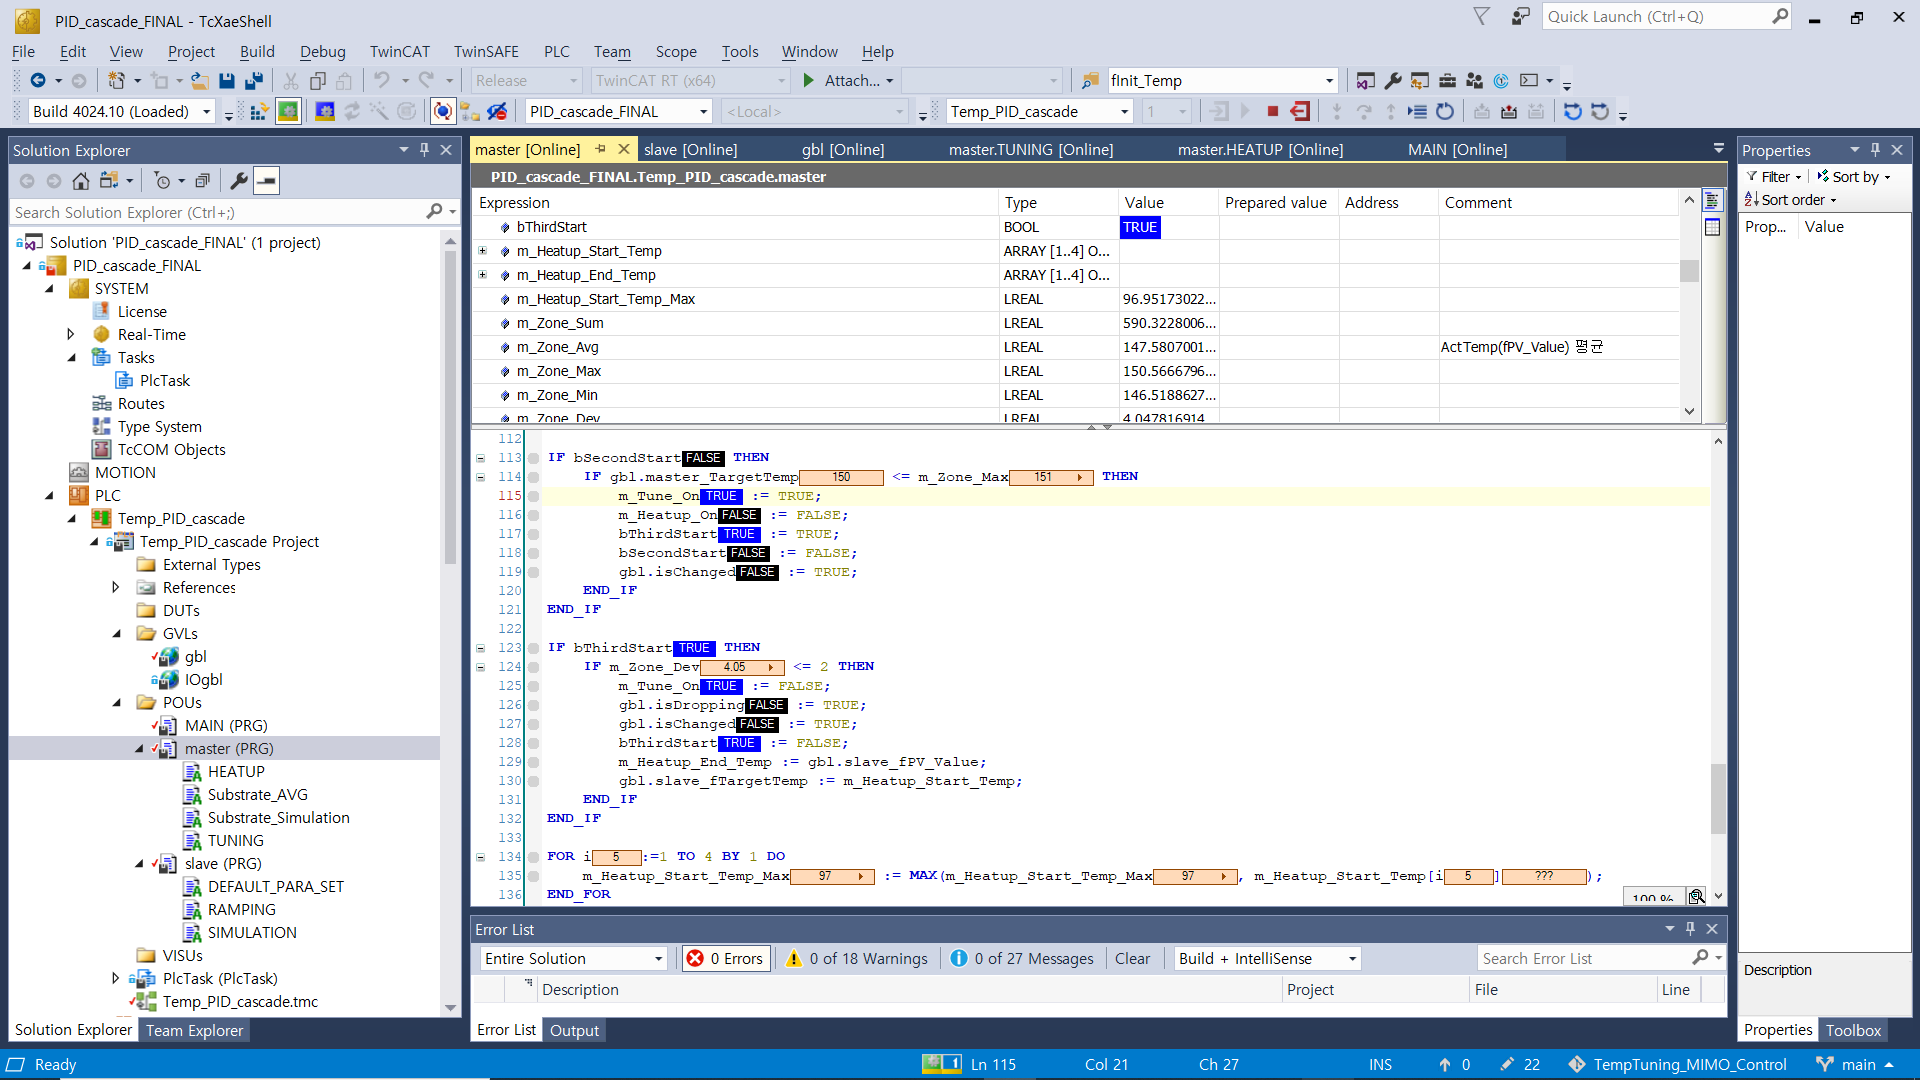 PID_cascade_FINAL - TcXaeShell
Quick Launch (Ctrl+Q)
File Edit View Project Build Debug TwinCAT TwinSAFE PLC Team Scope Tools Window Help
Release TwinCAT RT (x64) Attach... fInit_Temp
Build 4024.10 (Loaded) PID_cascade_FINAL <Local> Temp_PID_cascade 1
Solution Explorer
Search Solution Explorer (Ctrl+;)
Solution 'PID_cascade_FINAL' (1 project)
PID_cascade_FINAL
SYSTEM
License
Real-Time
Tasks
PlcTask
Routes
Type System
TcCOM Objects
MOTION
PLC
Temp_PID_cascade
Temp_PID_cascade Project
External Types
References
DUTs
GVLs
gbl
IOgbl
POUs
MAIN (PRG)
master (PRG)
HEATUP
Substrate_AVG
Substrate_Simulation
TUNING
slave (PRG)
DEFAULT_PARA_SET
RAMPING
SIMULATION
VISUs
PlcTask (PlcTask)
Temp_PID_cascade.tmc
Solution Explorer Team Explorer
master [Online] slave [Online] gbl [Online] master.TUNING [Online] master.HEATUP [Online] MAIN [Online]
PID_cascade_FINAL.Temp_PID_cascade.master
Expression Type Value Prepared value Address Comment
bThirdStart BOOL TRUE
m_Heatup_Start_Temp ARRAY [1..4] O...
m_Heatup_End_Temp ARRAY [1..4] O...
m_Heatup_Start_Temp_Max LREAL 96.95173022...
m_Zone_Sum LREAL 590.3228006...
m_Zone_Avg LREAL 147.5807001... ActTemp(fPV_Value) 평균
m_Zone_Max LREAL 150.5666796...
m_Zone_Min LREAL 146.5188627...
m_Zone_Dev LREAL 4.047816914
112
113 IF bSecondStart FALSE THEN
114 IF gbl.master_TargetTemp 150 <= m_Zone_Max 151 THEN
115 m_Tune_On TRUE := TRUE;
116 m_Heatup_On FALSE := FALSE;
117 bThirdStart TRUE := TRUE;
118 bSecondStart FALSE := FALSE;
119 gbl.isChanged FALSE := TRUE;
120 END_IF
121 END_IF
122
123 IF bThirdStart TRUE THEN
124 IF m_Zone_Dev 4.05 <= 2 THEN
125 m_Tune_On TRUE := FALSE;
126 gbl.isDropping FALSE := TRUE;
127 gbl.isChanged FALSE := TRUE;
128 bThirdStart TRUE := FALSE;
129 m_Heatup_End_Temp := gbl.slave_fPV_Value;
130 gbl.slave_fTargetTemp := m_Heatup_Start_Temp;
131 END_IF
132 END_IF
133
134 FOR i 5 :=1 TO 4 BY 1 DO
135 m_Heatup_Start_Temp_Max 97 := MAX(m_Heatup_Start_Temp_Max 97 , m_Heatup_Start_Temp[i 5 ] ??? );
136 END_FOR
100 %
Error List
Entire Solution 0 Errors 0 of 18 Warnings 0 of 27 Messages Clear Build + IntelliSense Search Error List
Description Project File Line
Error List Output
Properties
Filter Sort by
Sort order
Prop... Value
Description
Properties Toolbox
Ready 1 Ln 115 Col 21 Ch 27 INS 0 22 TempTuning_MIMO_Control main